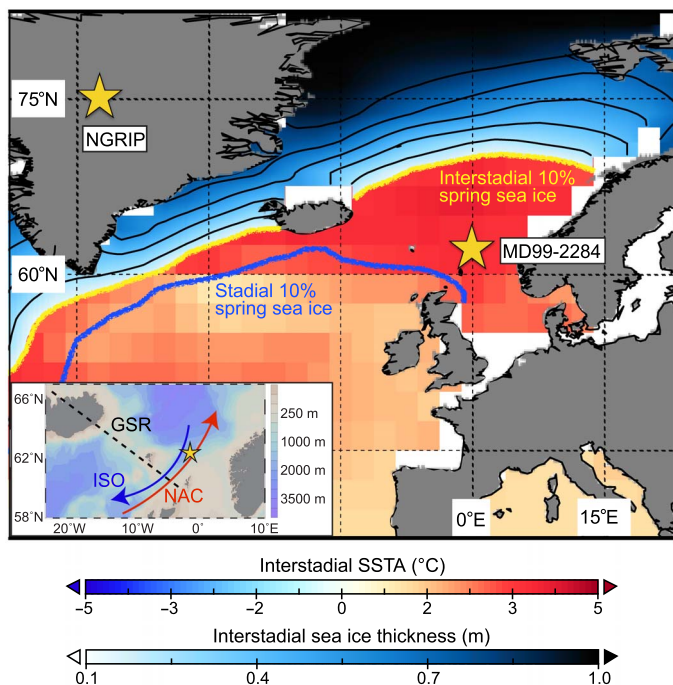 75°N
NGRIP
Interstadial 10%
spring sea ice
MD99-2284
60°N
Stadial 10%
spring sea ice
66°N
GSR
250 m
1000 m
62°N
ISO
2000 m
NAC
3500 m
58°N
20°W
10°W
0°
10°E
0°E
15°E
Interstadial SSTA (°C)
−5
−3
−2
0
2
3
5
Interstadial sea ice thickness (m)
0.1
0.4
0.7
1.0